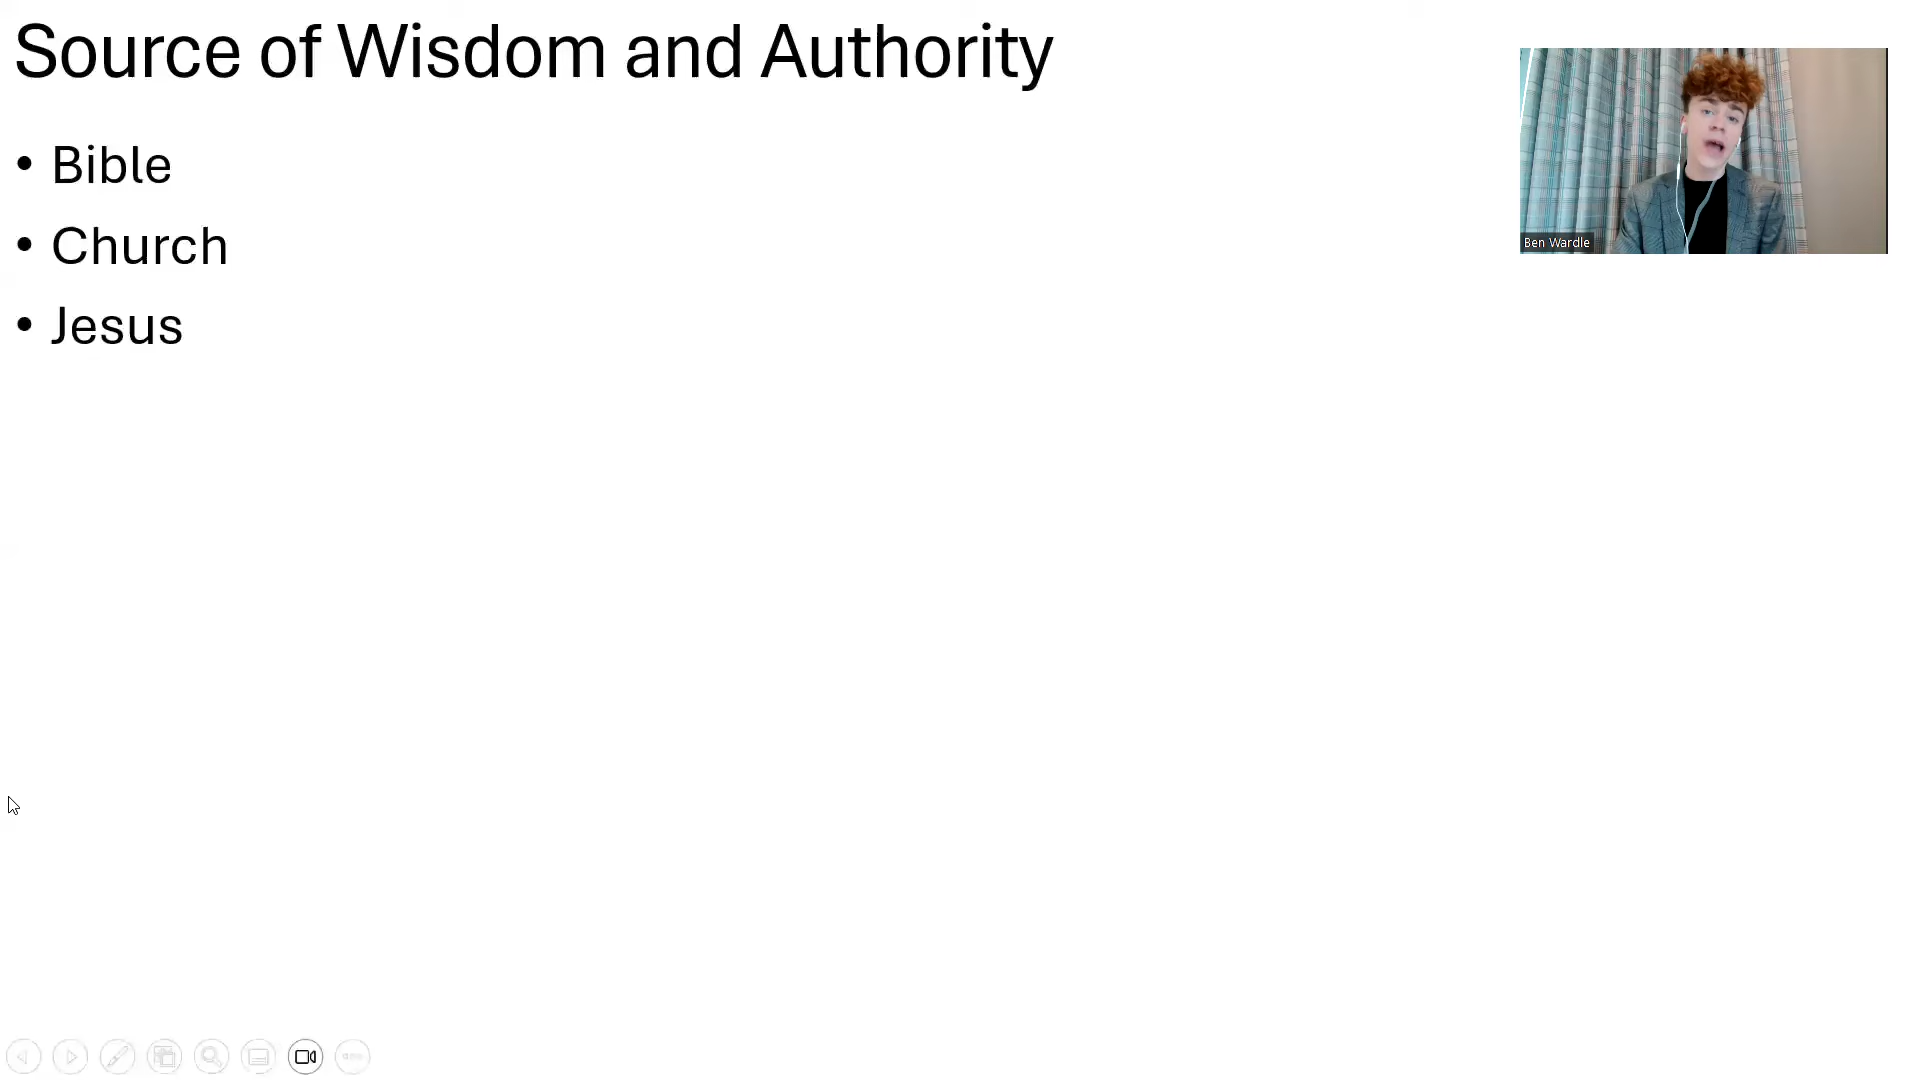 Source of Wisdom and Authority
• Bible
• Church
• Jesus
Ben Wardle